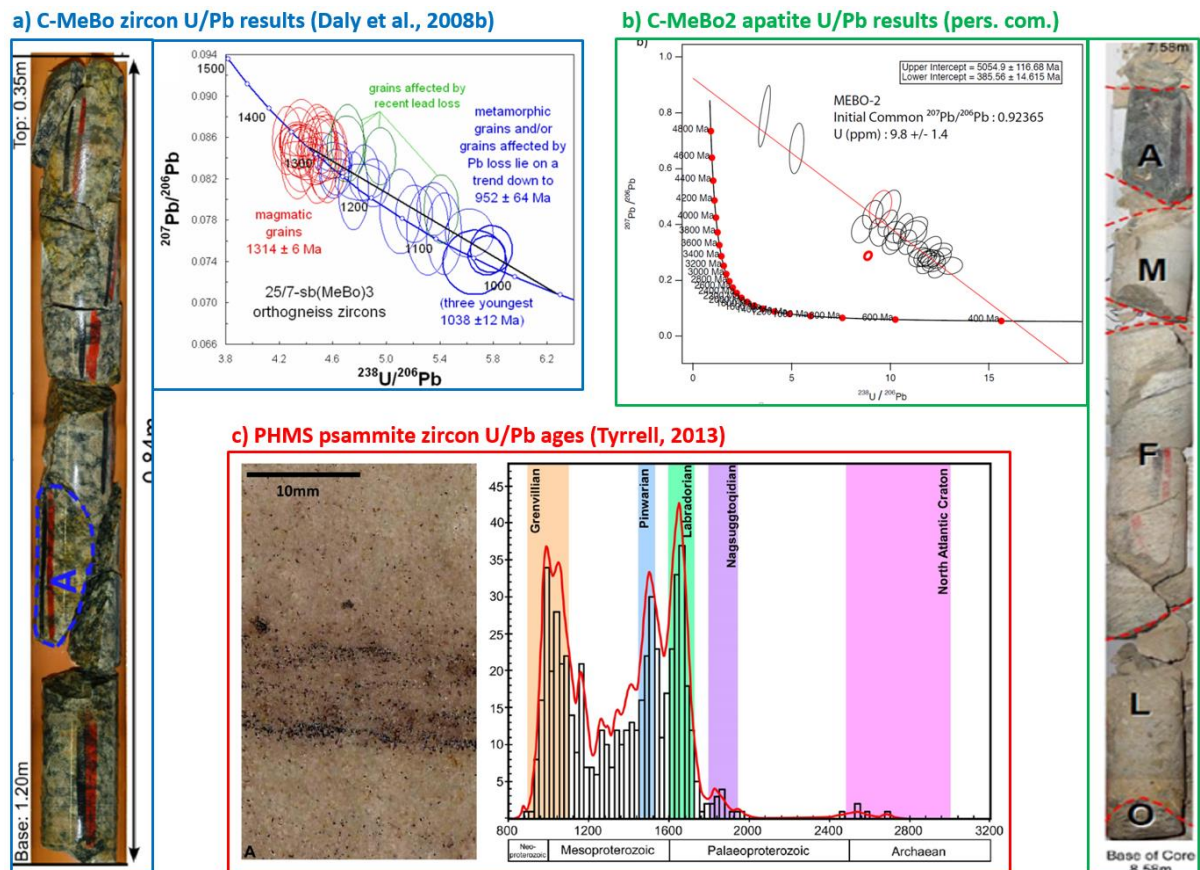 a) C-MeBo zircon U/Pb results (Daly et al., 2008b)
Top: 0.35m
Base: 1.20m
0.84m
A
0.094
0.090
0.086
0.082
0.078
0.074
0.070
0.066
²⁰⁷Pb/²⁰⁶Pb
1500
1400
1300
1200
1100
1000
grains affected by
recent lead loss
metamorphic
grains and/or
grains affected by
Pb loss lie on a
trend down to
952 ± 64 Ma
magmatic
grains
1314 ± 6 Ma
25/7-sb(MeBo)3
orthogneiss zircons
(three youngest
1038 ±12 Ma)
3.8 4.2 4.6 5.0 5.4 5.8 6.2
²³⁸U/²⁰⁶Pb
b) C-MeBo2 apatite U/Pb results (pers. com.)
b)
Upper Intercept = 5054.9 ± 116.68 Ma
Lower Intercept = 385.56 ± 14.615 Ma
MEBO-2
Initial Common ²⁰⁷Pb/²⁰⁶Pb : 0.92365
U (ppm) : 9.8 +/- 1.4
1.0
0.8
0.6
0.4
0.2
0.0
²⁰⁷Pb/²⁰⁶Pb
4800 Ma
4600 Ma
4400 Ma
4200 Ma
4000 Ma
3800 Ma
3600 Ma
3400 Ma
3200 Ma
3000 Ma
2800 Ma
600 Ma
400 Ma
0 5 10 15
²³⁸U / ²⁰⁶Pb
7.58m
A
M
F
L
O
Base of Core
8.58m
c) PHMS psammite zircon U/Pb ages (Tyrrell, 2013)
10mm
A
45
40
35
30
25
20
15
10
5
0
Grenvillian
Pinwarian
Labradorian
Nagsuggtoqidian
North Atlantic Craton
800 1200 1600 2000 2400 2800 3200
Neo-
proterozoic
Mesoproterozoic
Palaeoproterozoic
Archaean